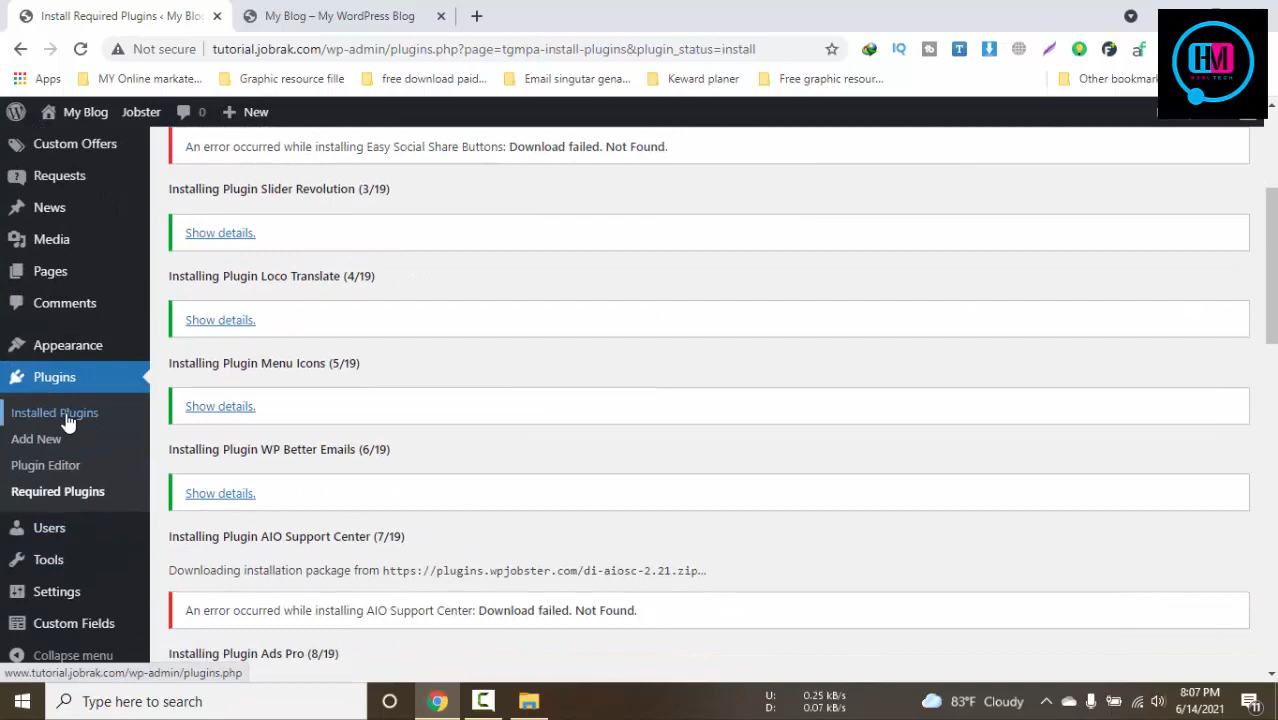 Install Required Plugins ‹ My Blo
My Blog – My WordPress Blog
Not secure
tutorial.jobrak.com/wp-admin/plugins.php?page=tgmpa-install-plugins&plugin_status=install
Apps
MY Online markate...
Graphic resource file
free download paid...
Email singutar gena...
Keward panner
Free graphic resour...
Other bookmark
HM
My Blog
Jobster
0
New
Custom Offers
Requests
News
Media
Pages
Comments
Appearance
Plugins
Installed Plugins
Add New
Plugin Editor
Required Plugins
Users
Tools
Settings
Custom Fields
Collapse menu
An error occurred while installing Easy Social Share Buttons: Download failed. Not Found.
Installing Plugin Slider Revolution (3/19)
Show details.
Installing Plugin Loco Translate (4/19)
Show details.
Installing Plugin Menu Icons (5/19)
Show details.
Installing Plugin WP Better Emails (6/19)
Show details.
Installing Plugin AIO Support Center (7/19)
Downloading installation package from https://plugins.wpjobster.com/di-aiosc-2.21.zip…
An error occurred while installing AIO Support Center: Download failed. Not Found.
Installing Plugin Ads Pro (8/19)
www.tutorial.jobrak.com/wp-admin/plugins.php
Type here to search
U: 0.25 kB/s
D: 0.07 kB/s
83°F Cloudy
8:07 PM
6/14/2021
11